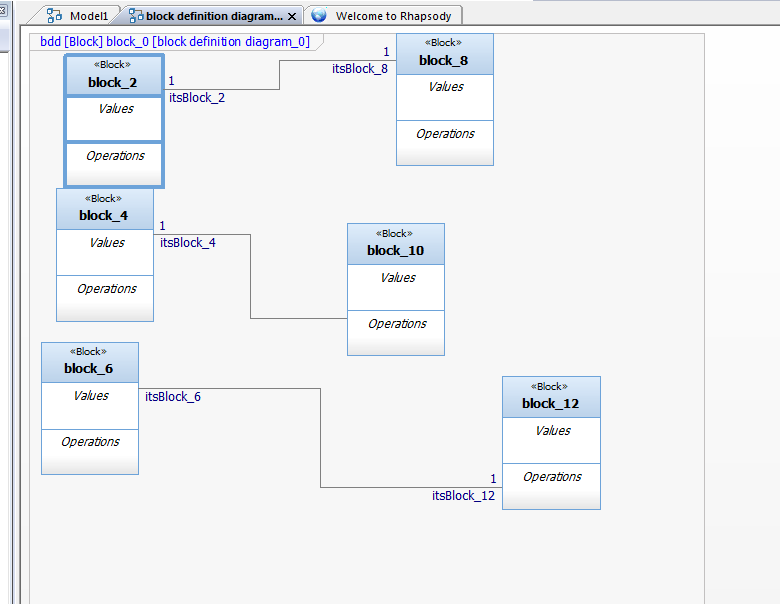 Model1
block definition diagram...
Welcome to Rhapsody
bdd [Block] block_0 [block definition diagram_0]
«Block»
block_2
Values
Operations
1
itsBlock_2
1
itsBlock_8
«Block»
block_8
Values
Operations
«Block»
block_4
Values
Operations
1
itsBlock_4
«Block»
block_10
Values
Operations
«Block»
block_6
Values
Operations
itsBlock_6
1
itsBlock_12
«Block»
block_12
Values
Operations